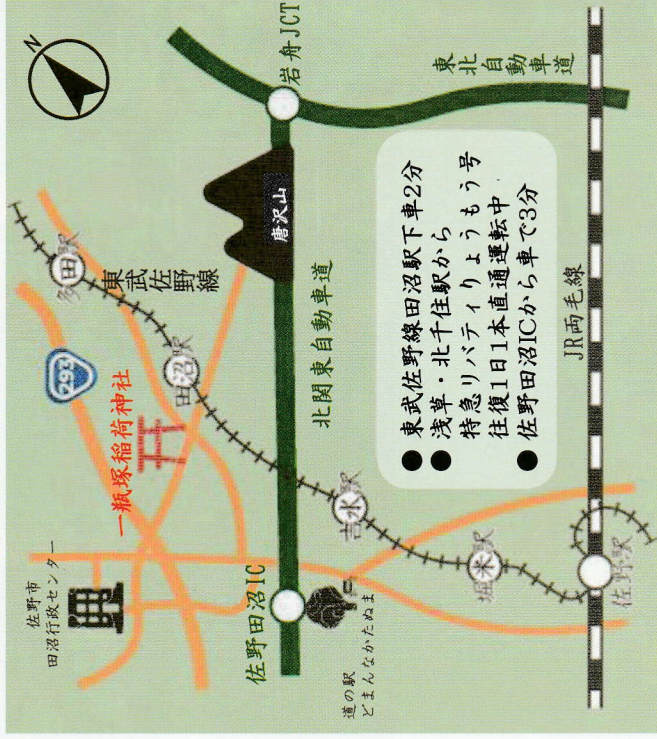 N
岩舟JCT
東北自動車道
唐沢山
多田駅
東武佐野線
田沼駅
293
一瓶塚稲荷神社
北関東自動車道
● 東武佐野線田沼駅下車2分
● 浅草・北千住駅から
特急リバティりょうもう号
往復1日1本直通運転中
● 佐野田沼ICから車で3分
JR両毛線
吉水駅
堀米駅
佐野駅
佐野市
田沼行政センター
佐野田沼IC
道の駅
どまんなかたぬま